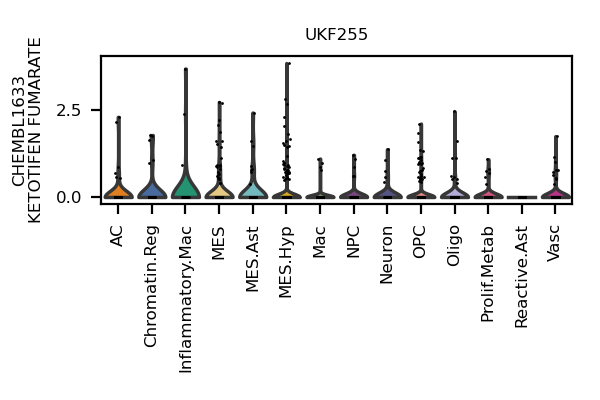 UKF255
CHEMBL1633
KETOTIFEN FUMARATE
2.5
0.0
AC
Chromatin.Reg
Inflammatory.Mac
MES
MES.Ast
MES.Hyp
Mac
NPC
Neuron
OPC
Oligo
Prolif.Metab
Reactive.Ast
Vasc